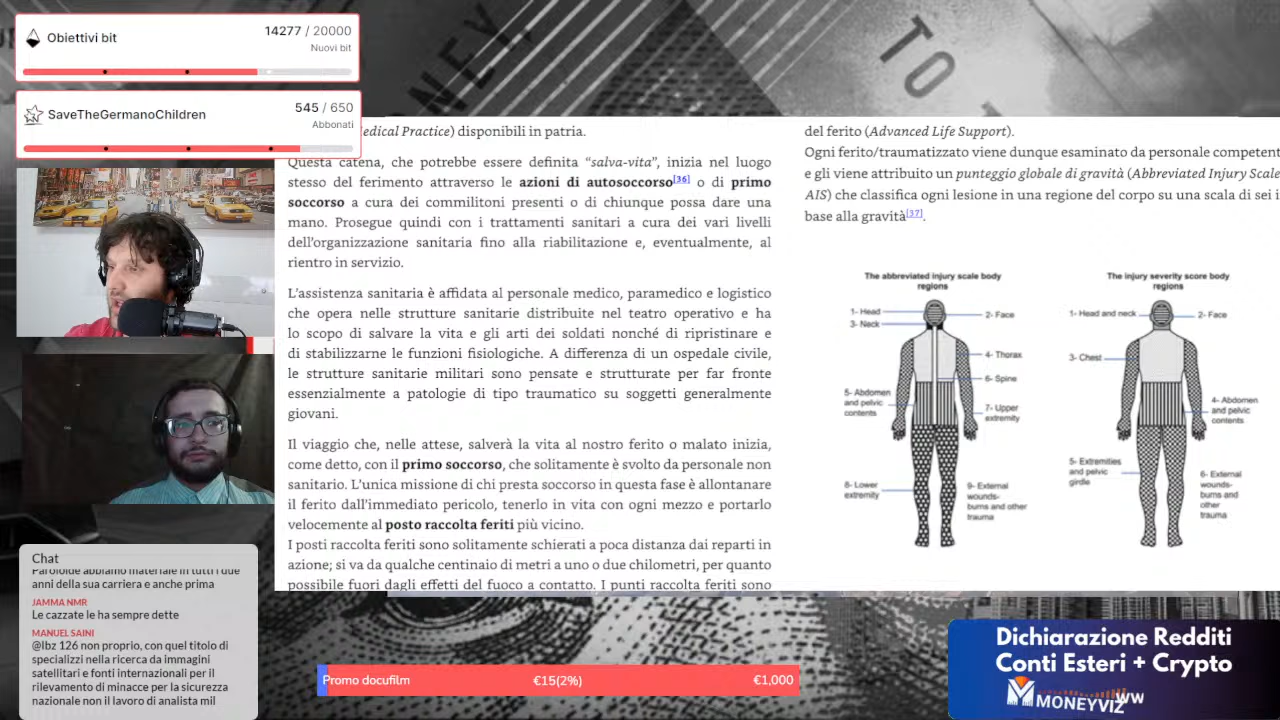 Obiettivi bit
14277 / 20000
Nuovi bit
SaveTheGermanoChildren
545 / 650
Abbonati
NEY
TO
edical Practice) disponibili in patria.
Questa catena, che potrebbe essere definita “salva-vita”, inizia nel luogo
stesso del ferimento attraverso le azioni di autosoccorso[36] o di primo
soccorso a cura dei commilitoni presenti o di chiunque possa dare una
mano. Prosegue quindi con i trattamenti sanitari a cura dei vari livelli
dell’organizzazione sanitaria fino alla riabilitazione e, eventualmente, al
rientro in servizio.
L’assistenza sanitaria è affidata al personale medico, paramedico e logistico
che opera nelle strutture sanitarie distribuite nel teatro operativo e ha
lo scopo di salvare la vita e gli arti dei soldati nonché di ripristinare e
di stabilizzarne le funzioni fisiologiche. A differenza di un ospedale civile,
le strutture sanitarie militari sono pensate e strutturate per far fronte
essenzialmente a patologie di tipo traumatico su soggetti generalmente
giovani.
Il viaggio che, nelle attese, salverà la vita al nostro ferito o malato inizia,
come detto, con il primo soccorso, che solitamente è svolto da personale non
sanitario. L’unica missione di chi presta soccorso in questa fase è allontanare
il ferito dall’immediato pericolo, tenerlo in vita con ogni mezzo e portarlo
velocemente al posto raccolta feriti più vicino.
I posti raccolta feriti sono solitamente schierati a poca distanza dai reparti in
azione; si va da qualche centinaio di metri a uno o due chilometri, per quanto
possibile fuori dagli effetti del fuoco a contatto. I punti raccolta feriti sono
del ferito (Advanced Life Support).
Ogni ferito/traumatizzato viene dunque esaminato da personale competent
e gli viene attribuito un punteggio globale di gravità (Abbreviated Injury Scale
AIS) che classifica ogni lesione in una regione del corpo su una scala di sei i
base alla gravità[37].
The abbreviated injury scale body
regions
1- Head
2- Face
3- Neck
4- Thorax
6- Spine
5- Abdomen
and pelvic
contents
7- Upper
extremity
8- Lower
extremity
9- External
wounds-
burns and other
trauma
The injury severity score body
regions
1- Head and neck
2- Face
3- Chest
4- Abdomen
and pelvic
contents
5- Extremities
and pelvic
girdle
6- External
wounds-
burns and
other
trauma
Chat
abbiamo materiale in tutti i due
anni della sua carriera e anche prima
JAMMA NMR
Le cazzate le ha sempre dette
MANUEL SAINI
@lbz 126 non proprio, con quel titolo di
specializzi nella ricerca da immagini
satellitari e fonti internazionali per il
rilevamento di minacce per la sicurezza
nazionale non il lavoro di analista mil
Promo docufilm
€15(2%)
€1,000
Dichiarazione Redditi
Conti Esteri + Crypto
MONEYVIZ